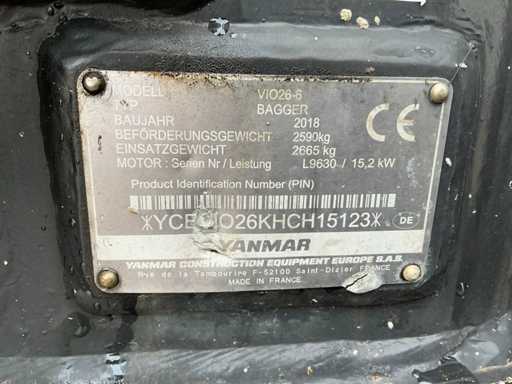 MODELL VIO26-6
TYP BAGGER
BAUJAHR 2018
BEFÖRDERUNGSGEWICHT 2590kg
EINSATZGEWICHT 2665 kg
MOTOR : Serien Nr / Leistung L9630 / 15,2 kW
CE
Product Identification Number (PIN)
DE
YANMAR
YANMAR CONSTRUCTION EQUIPMENT EUROPE S.A.S.
Rue de la Tambourine F-52100 Saint-Dizier FRANCE
MADE IN FRANCE